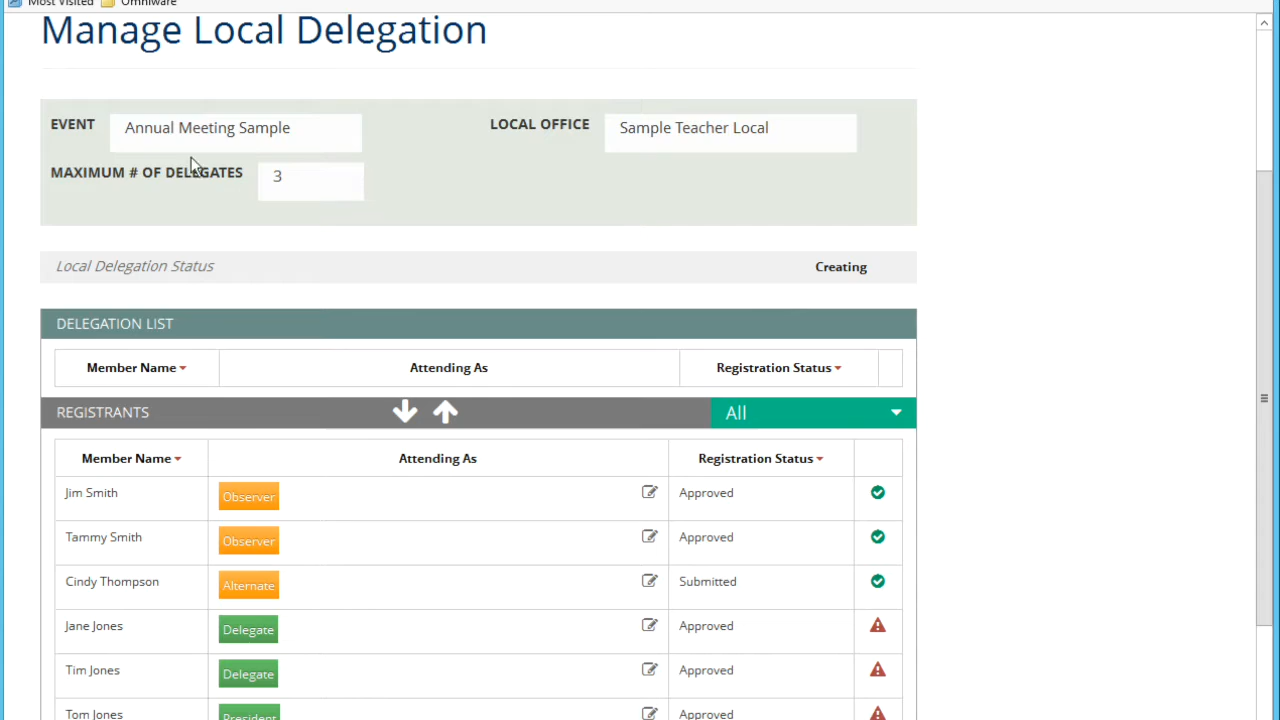 Most Visited Omniware
Manage Local Delegation
EVENT Annual Meeting Sample LOCAL OFFICE Sample Teacher Local
MAXIMUM # OF DELEGATES 3
Local Delegation Status Creating
DELEGATION LIST
Member Name Attending As Registration Status
REGISTRANTS All
Member Name Attending As Registration Status
Jim Smith Observer Approved
Tammy Smith Observer Approved
Cindy Thompson Alternate Submitted
Jane Jones Delegate Approved
Tim Jones Delegate Approved
Tom Jones President Approved